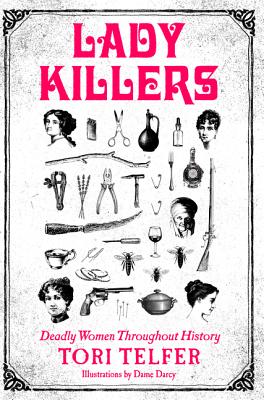 LADY
KILLERS
Deadly Women Throughout History
TORI TELFER
Illustrations by Dame Darcy